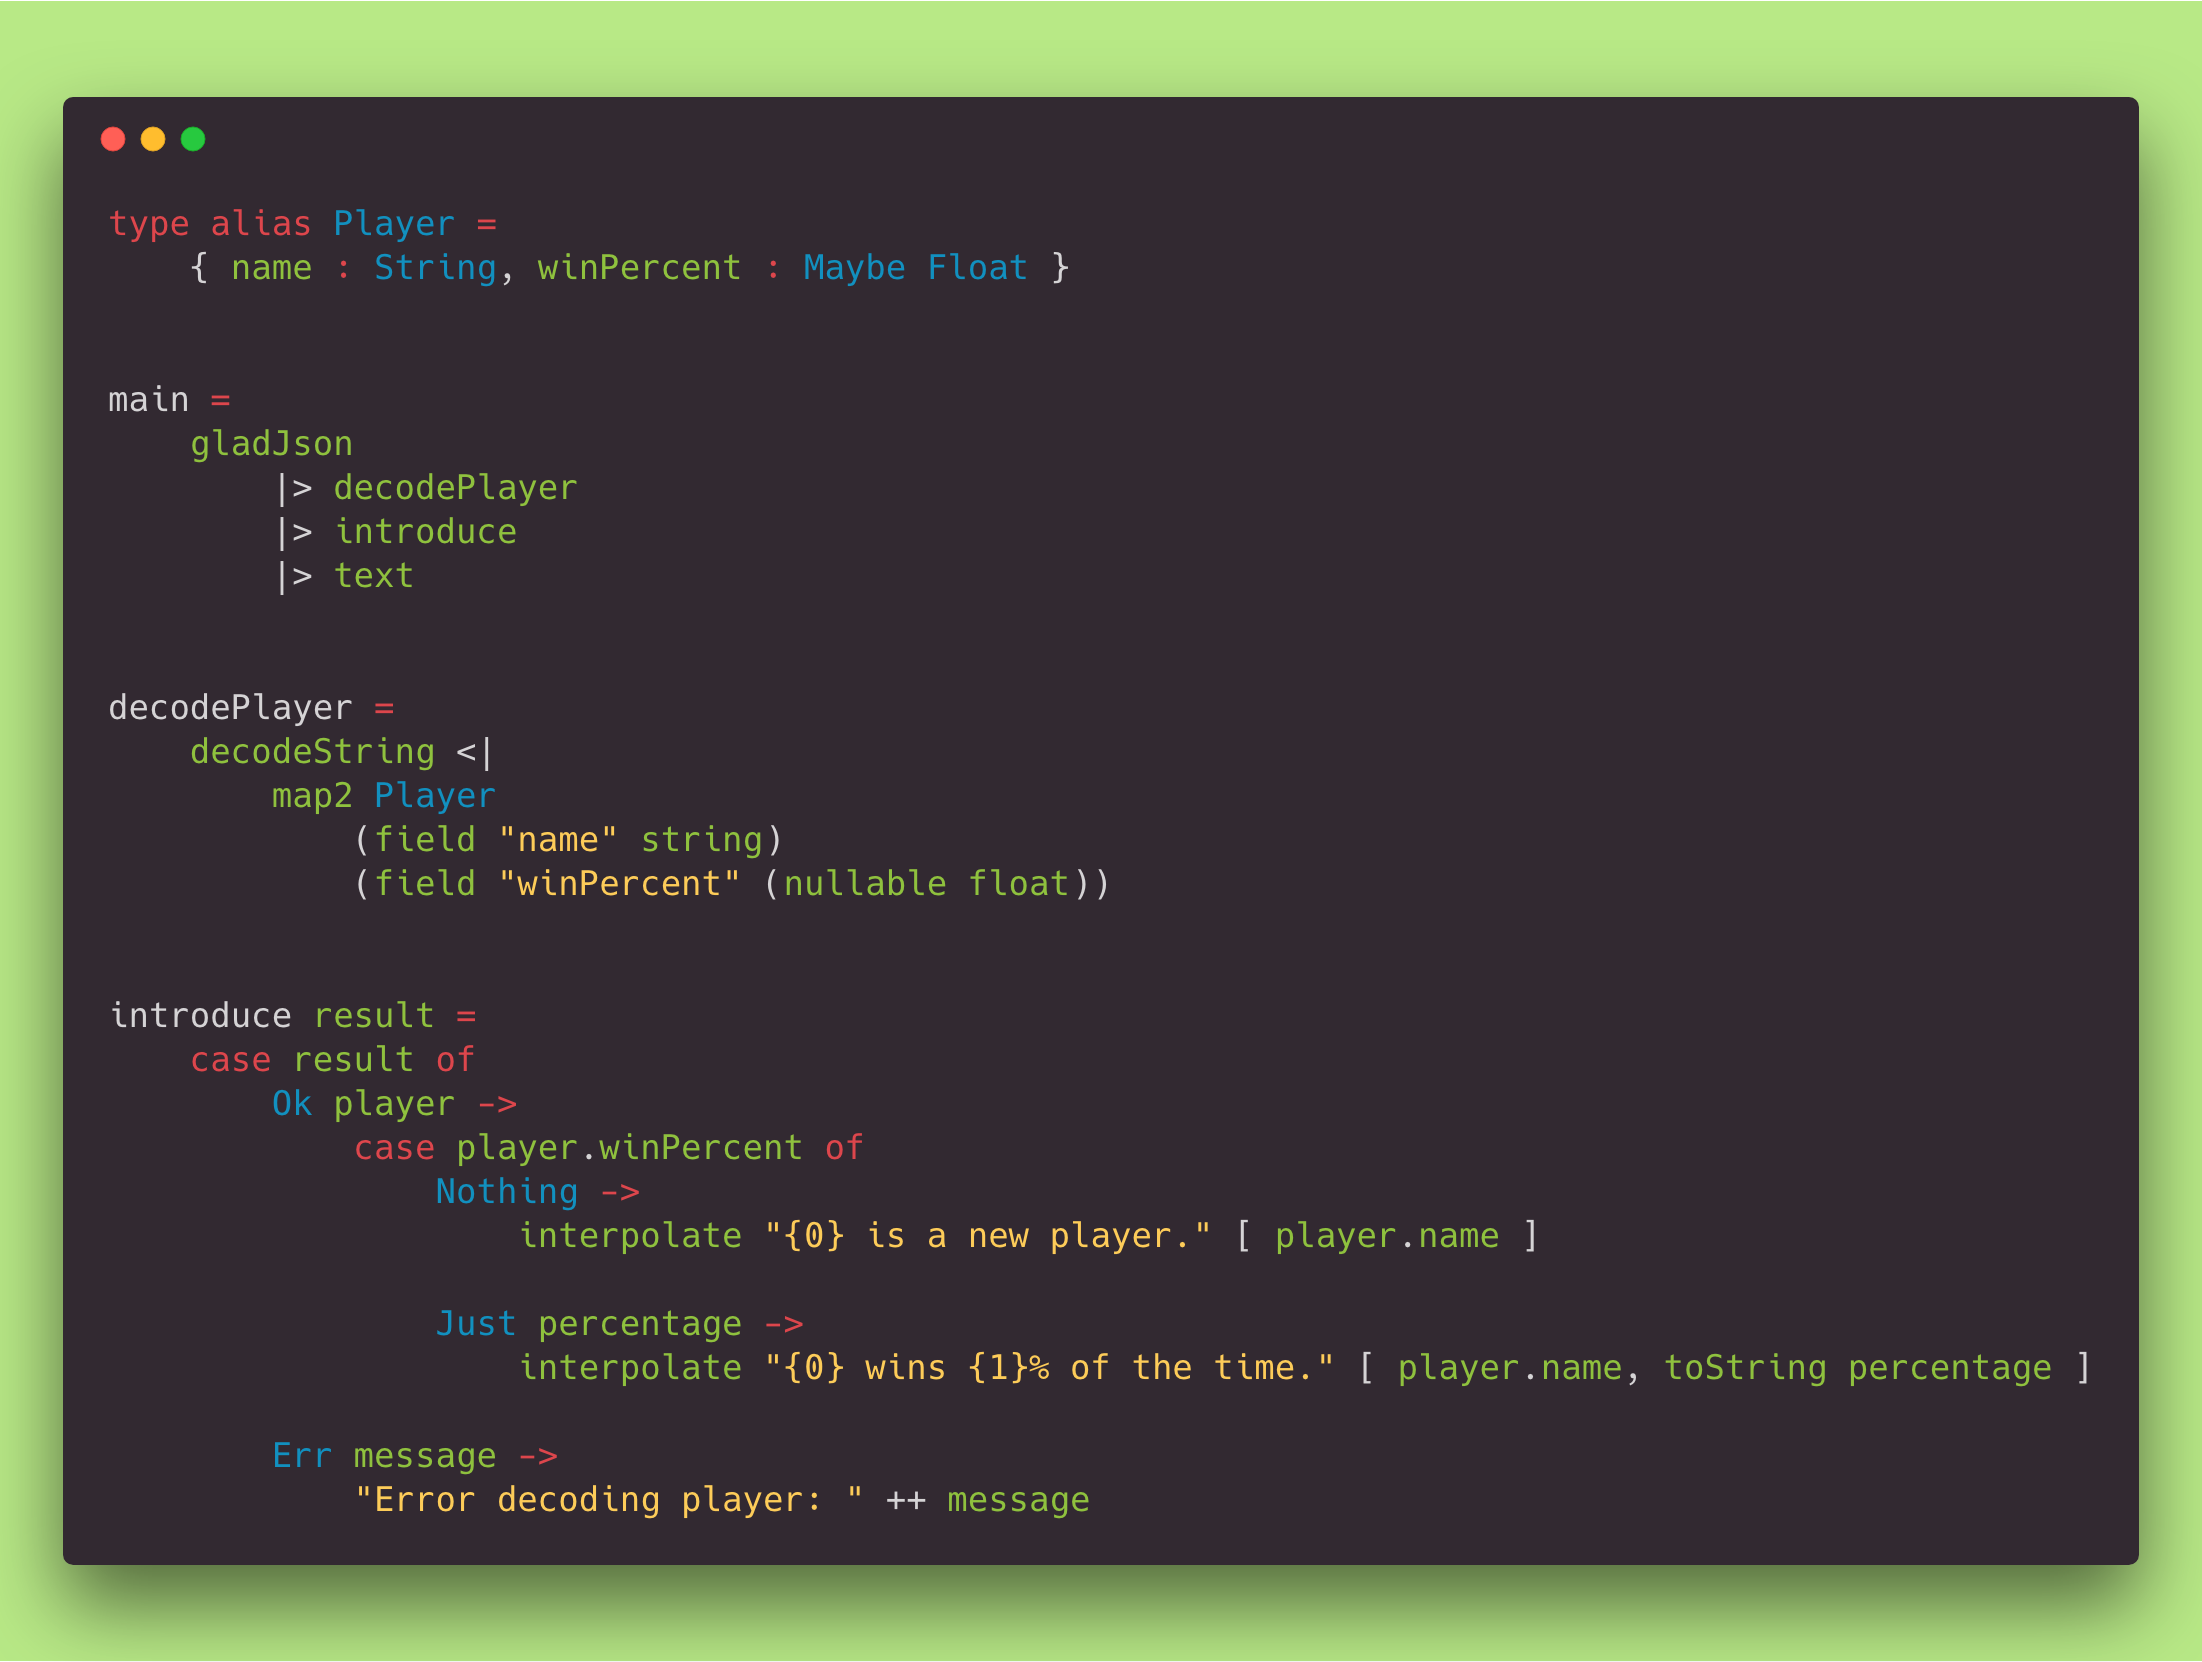 type alias Player =
    { name : String, winPercent : Maybe Float }
main =
    gladJson
        |> decodePlayer
        |> introduce
        |> text
decodePlayer =
    decodeString <|
        map2 Player
            (field "name" string)
            (field "winPercent" (nullable float))
introduce result =
    case result of
        Ok player ->
            case player.winPercent of
                Nothing ->
                    interpolate "{0} is a new player." [ player.name ]
                Just percentage ->
                    interpolate "{0} wins {1}% of the time." [ player.name, toString percentage ]
        Err message ->
            "Error decoding player: " ++ message